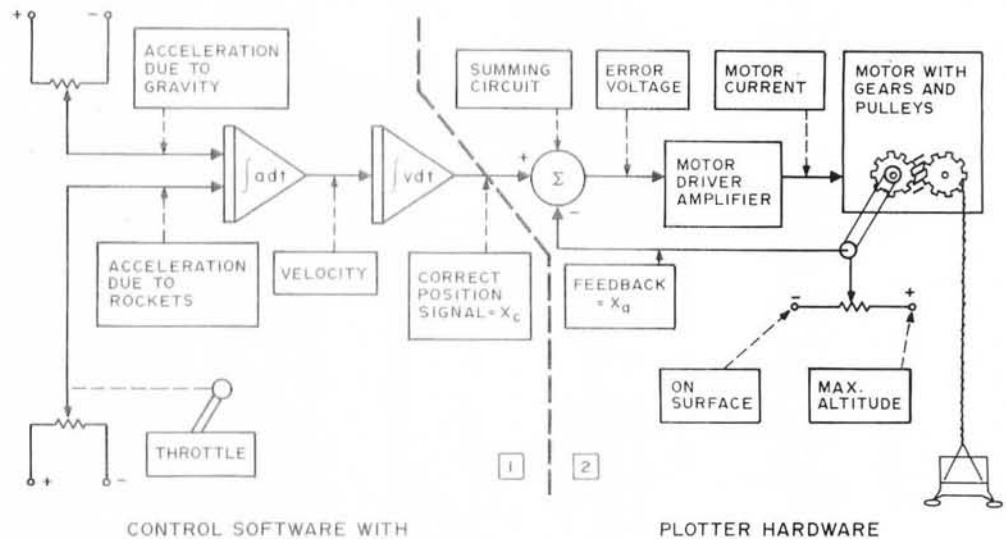 + -
ACCELERATION
DUE TO
GRAVITY
SUMMING
CIRCUIT
ERROR
VOLTAGE
MOTOR
CURRENT
MOTOR WITH
GEARS AND
PULLEYS
∫adt
∫vdt
+
Σ
-
MOTOR
DRIVER
AMPLIFIER
ACCELERATION
DUE TO
ROCKETS
VELOCITY
CORRECT
POSITION
SIGNAL = Xc
FEEDBACK
= Xa
- +
ON
SURFACE
MAX.
ALTITUDE
THROTTLE
+ -
1 2
CONTROL SOFTWARE WITH
PLOTTER HARDWARE